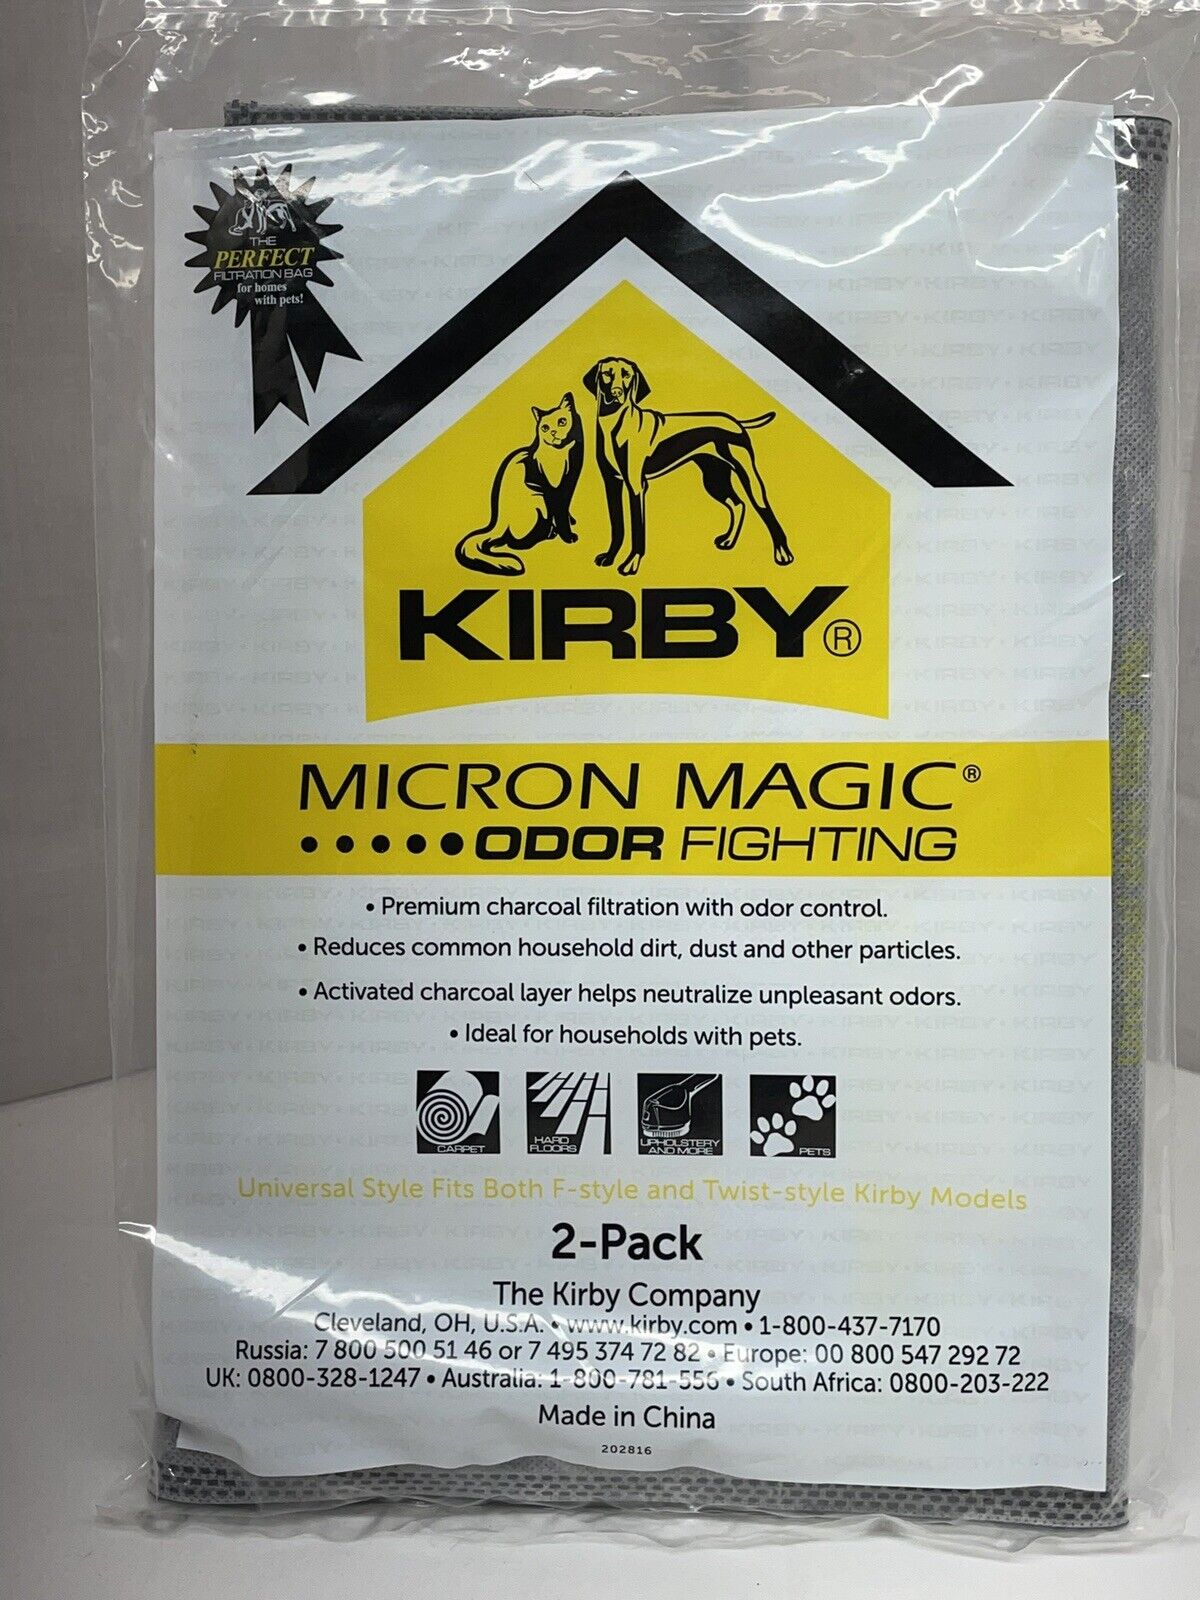 THE
PERFECT
FILTRATION BAG
for homes
with pets!
KIRBY®
MICRON MAGIC®
ODOR FIGHTING
• Premium charcoal filtration with odor control.
• Reduces common household dirt, dust and other particles.
• Activated charcoal layer helps neutralize unpleasant odors.
• Ideal for households with pets.
CARPET
HARD
FLOORS
UPHOLSTERY
AND MORE
PETS
Universal Style Fits Both F-style and Twist-style Kirby Models
2-Pack
The Kirby Company
Cleveland, OH, U.S.A. • www.kirby.com • 1-800-437-7170
Russia: 7 800 500 51 46 or 7 495 374 72 82 • Europe: 00 800 547 292 72
UK: 0800-328-1247 • Australia: 1-800-781-556 • South Africa: 0800-203-222
Made in China
202816